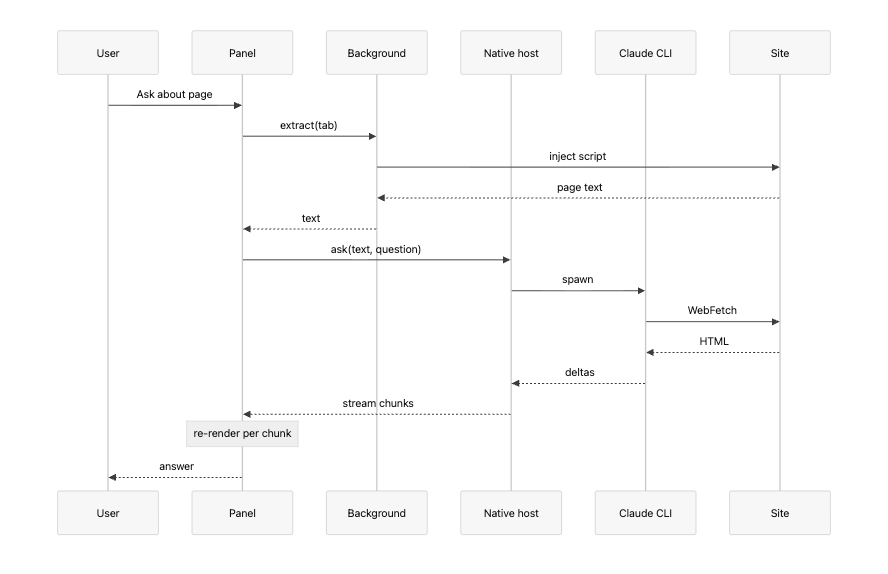 User
Panel
Background
Native host
Claude CLI
Site
Ask about page
extract(tab)
inject script
page text
text
ask(text, question)
spawn
WebFetch
HTML
deltas
stream chunks
re-render per chunk
answer
User
Panel
Background
Native host
Claude CLI
Site